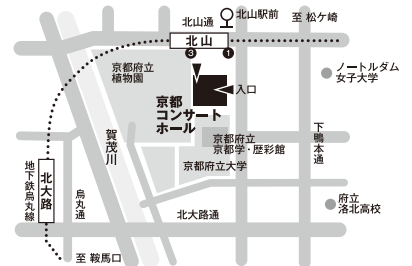 北山通
北山駅前
至 松ケ崎
北山
3
1
京都府立
植物園
ノートルダム
女子大学
入口
京都
コンサート
ホール
賀茂川
京都府立
京都学・歴彩館
下鴨本通
京都府立大学
地下鉄烏丸線
北大路
烏丸通
府立
洛北高校
北大路通
至 鞍馬口